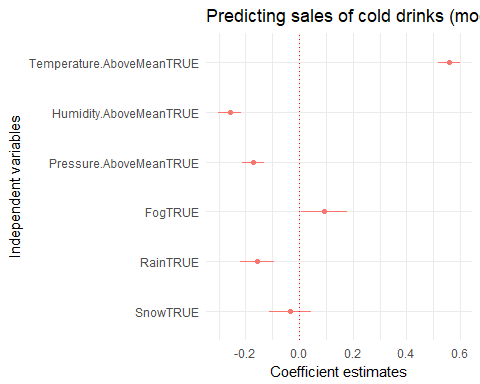 Predicting sales of cold drinks (mo
Temperature.AboveMeanTRUE
Humidity.AboveMeanTRUE
Pressure.AboveMeanTRUE
FogTRUE
RainTRUE
SnowTRUE
Independent variables
-0.2 0.0 0.2 0.4 0.6
Coefficient estimates